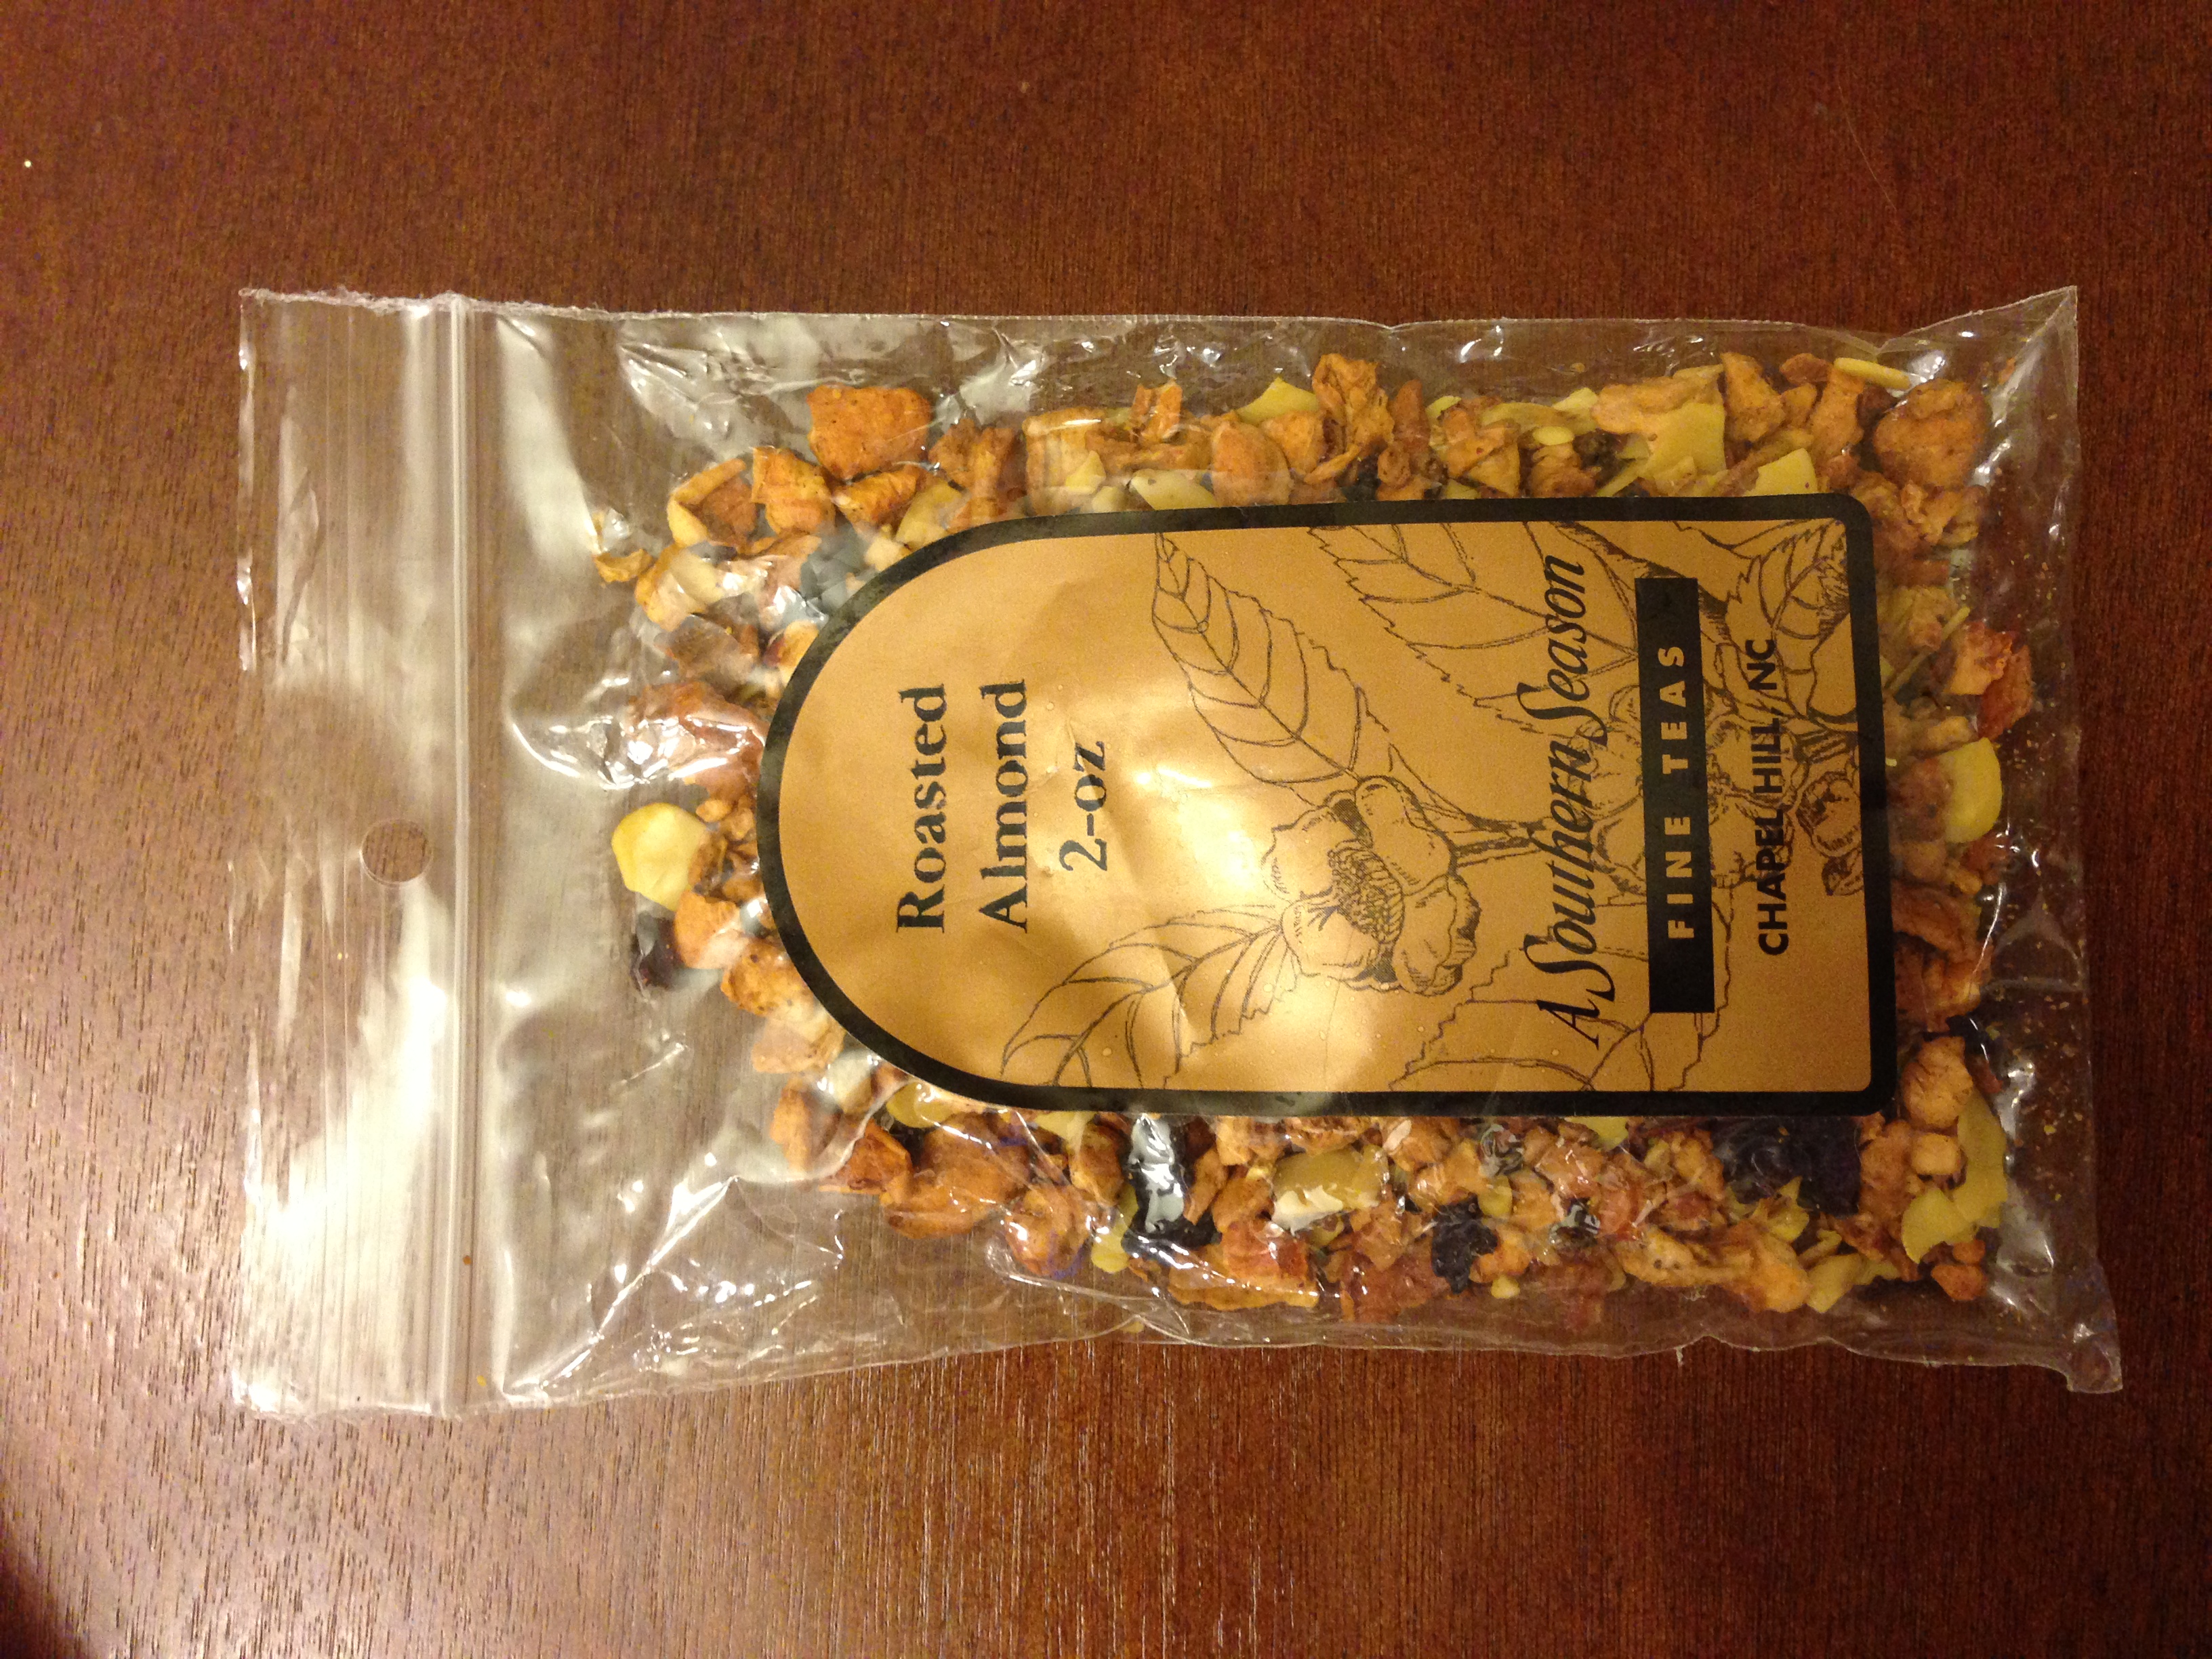 Roasted
Almond
2-oz
A Southern Season
FINE TEAS
CHAPEL HILL, NC